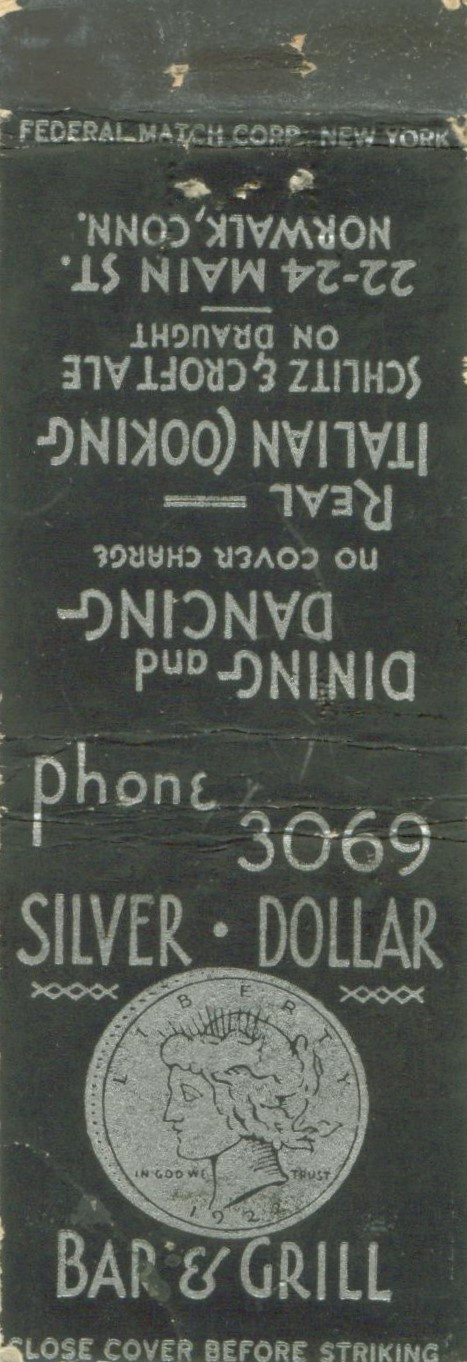 FEDERAL MATCH CORP. NEW YORK
DINING and
DANCING
no COVER CHARGE
REAL
ITALIAN COOKING
SCHLITZ & CROFT ALE
ON DRAUGHT
22-24 MAIN ST.
NORWALK, CONN.
phone
3069
SILVER • DOLLAR
LIBERTY
IN GOD WE TRUST
BAR & GRILL
CLOSE COVER BEFORE STRIKING